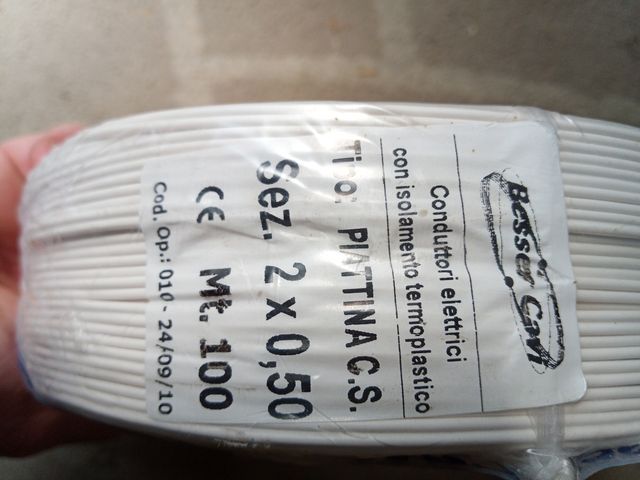 Besser Cavi
Conduttori elettrici
con isolamento termoplastico
Tipo: PIATTINA C.S.
Sez. 2 x 0,50
CE Mt. 100
Cod. Op.: 010 - 24/09/10